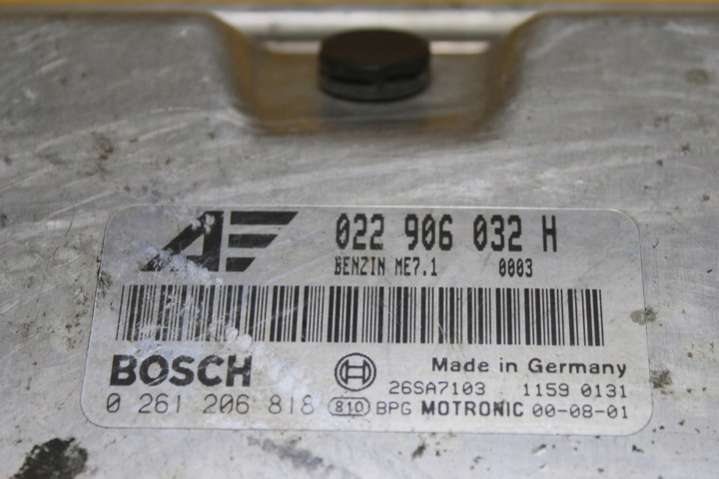 AF 022 906 032 H
BENZIN ME7.1 0003
BOSCH Made in Germany
26SA7103 1159 0131
0 261 206 818 810 BPG MOTRONIC 00-08-01